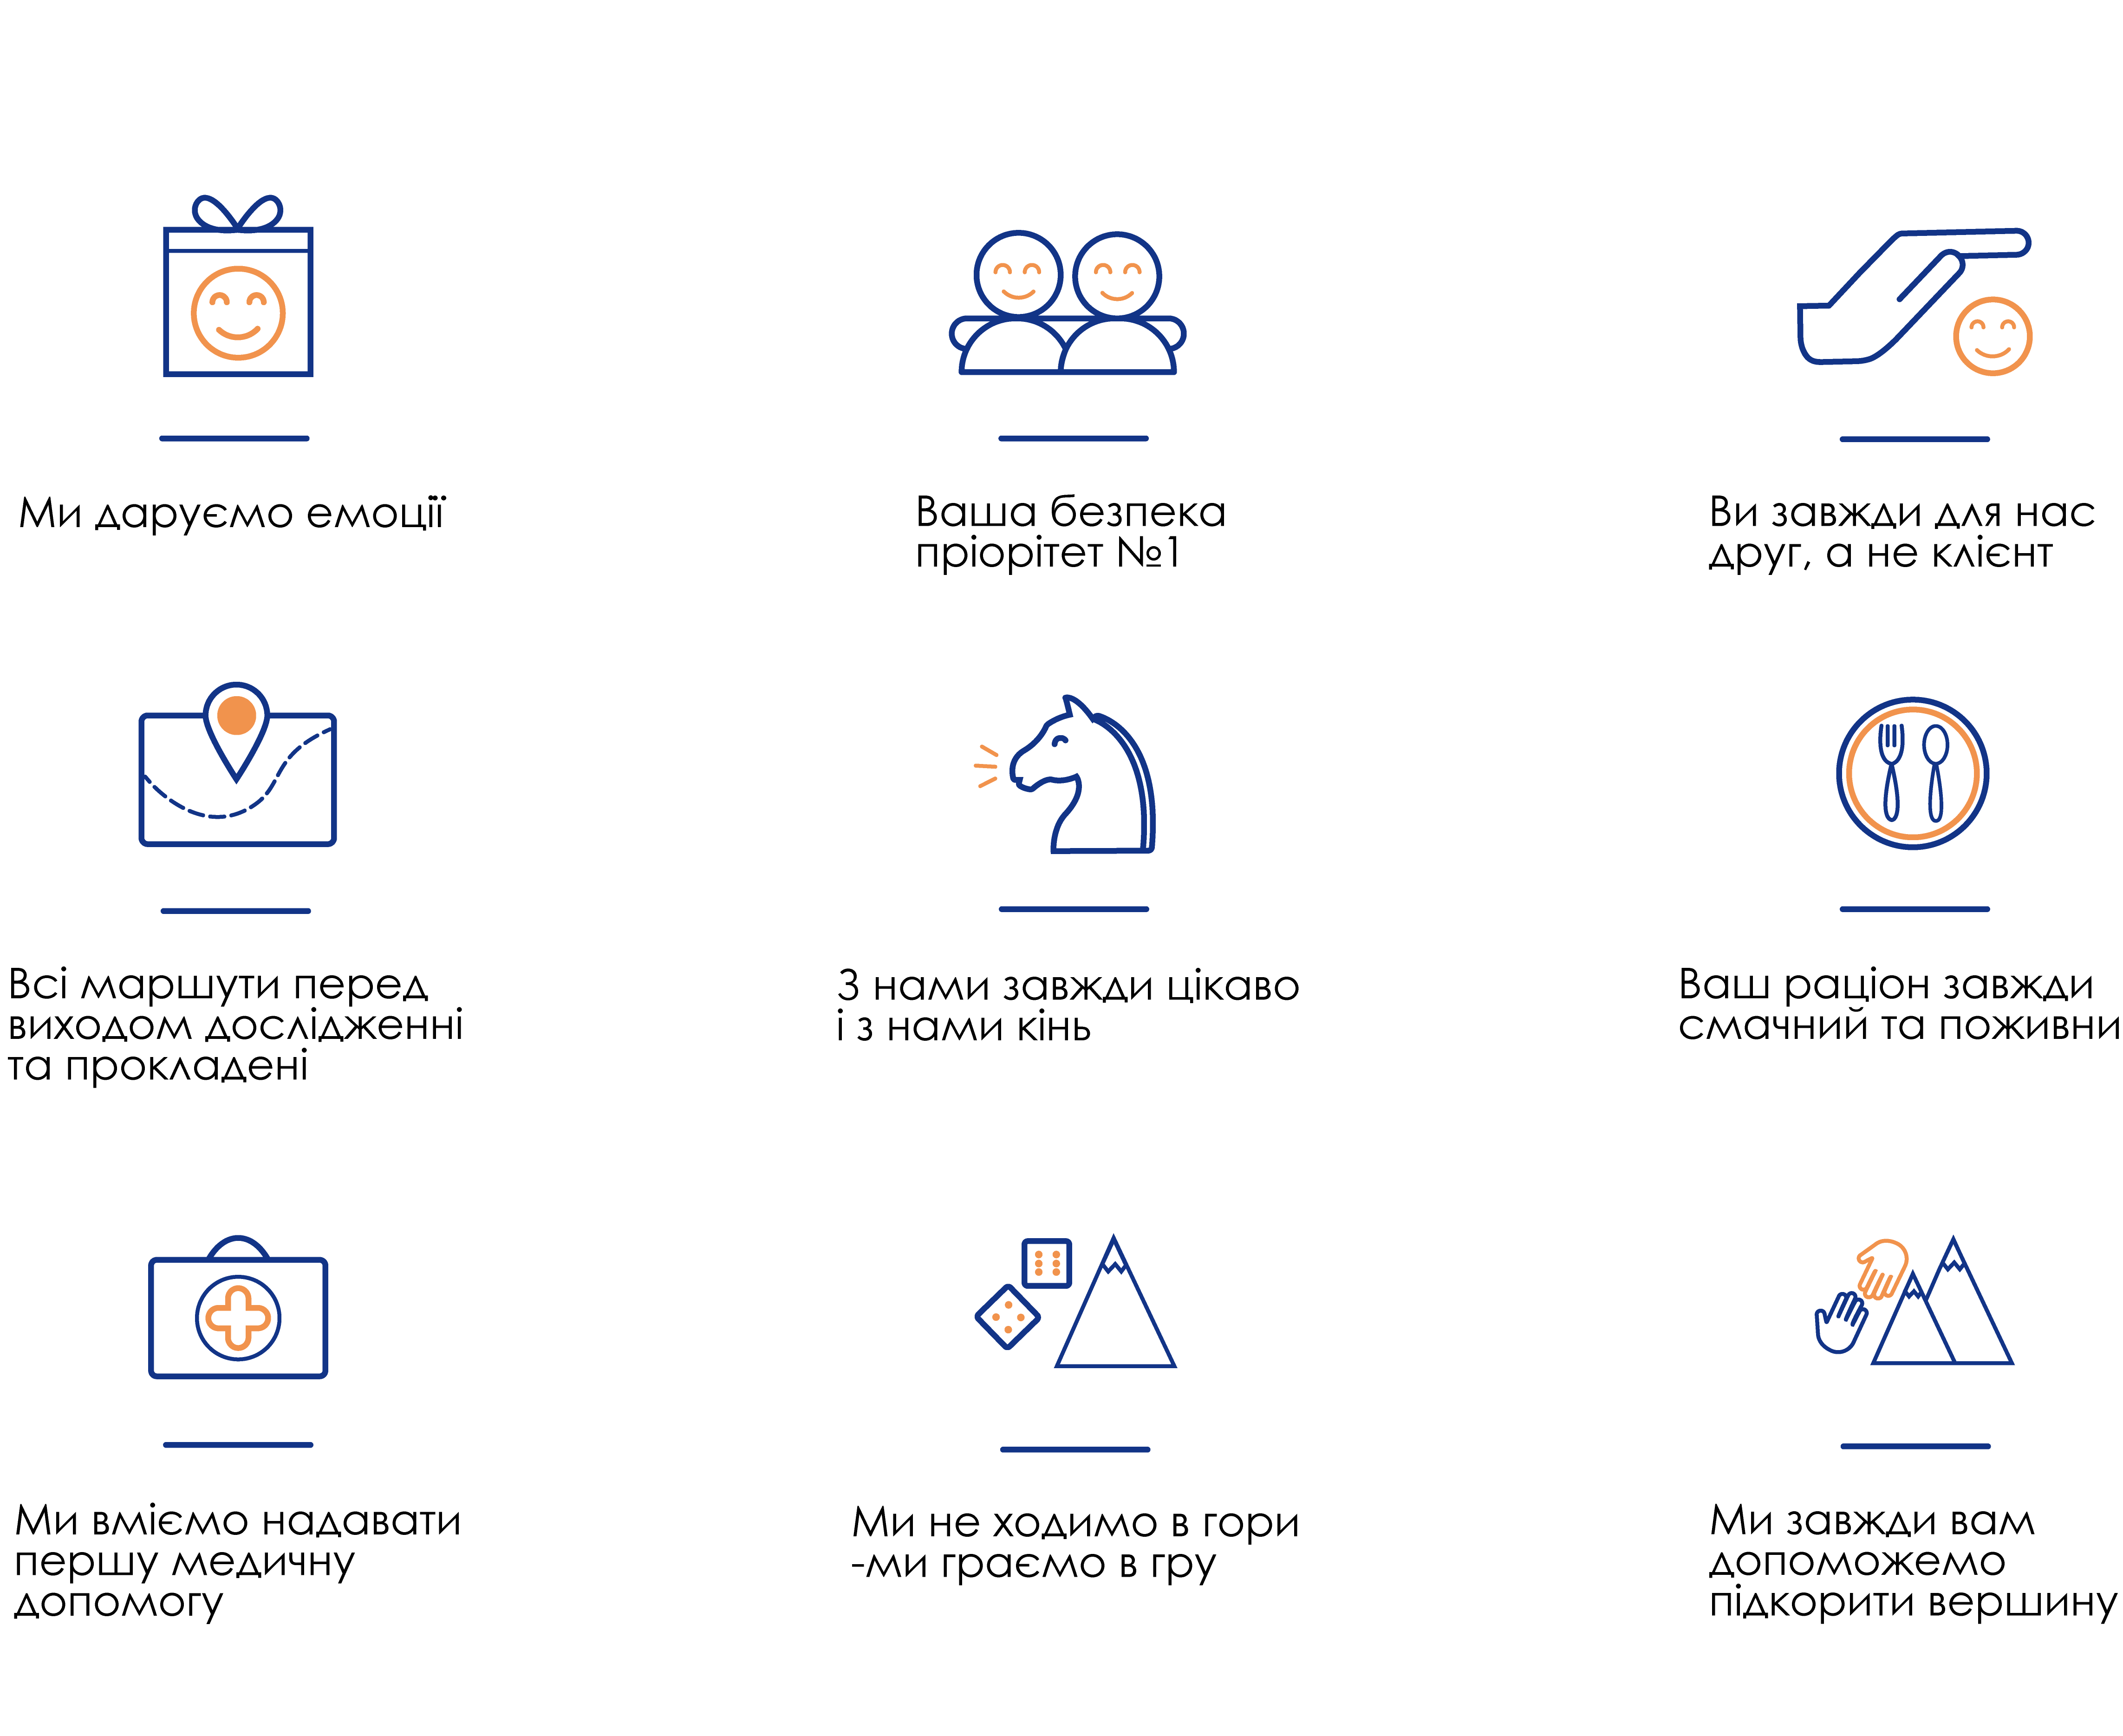 Ми даруємо емоції
Ваша безпека
пріорітет №1
Ви завжди для нас
друг, а не клієнт
Всі маршути перед
виходом дослідженні
та прокладені
З нами завжди цікаво
і з нами кінь
Ваш раціон завжди
смачний та поживни
Ми вміємо надавати
першу медичну
допомогу
Ми не ходимо в гори
-ми граємо в гру
Ми завжди вам
допоможемо
підкорити вершину